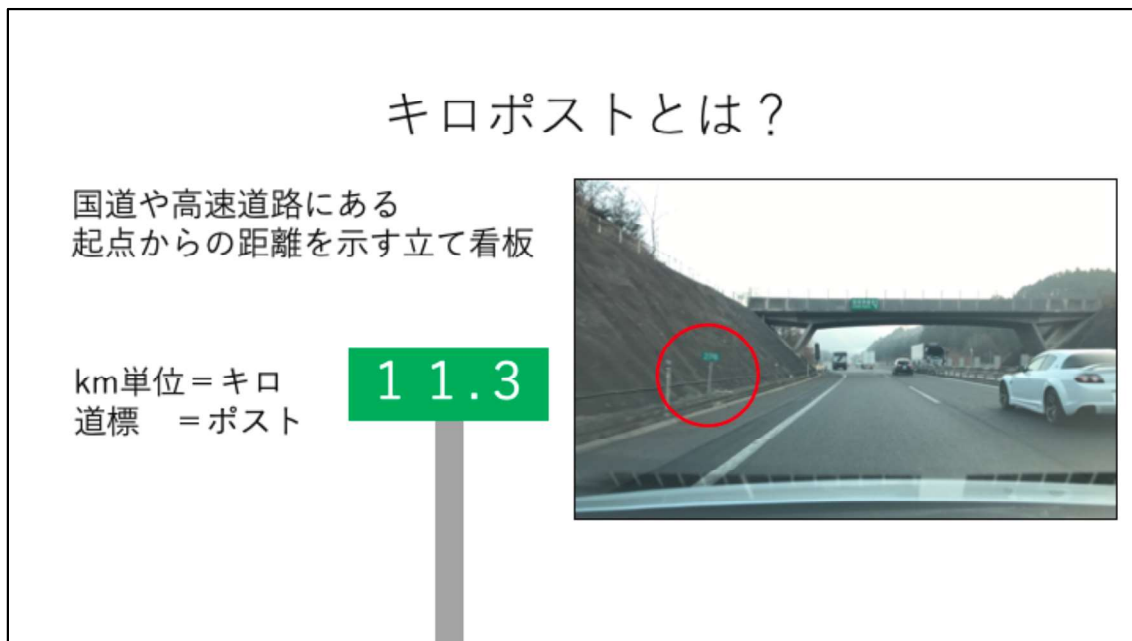 キロポストとは？
国道や高速道路にある
起点からの距離を示す立て看板
km単位＝キロ
道標　＝ポスト
１１.３